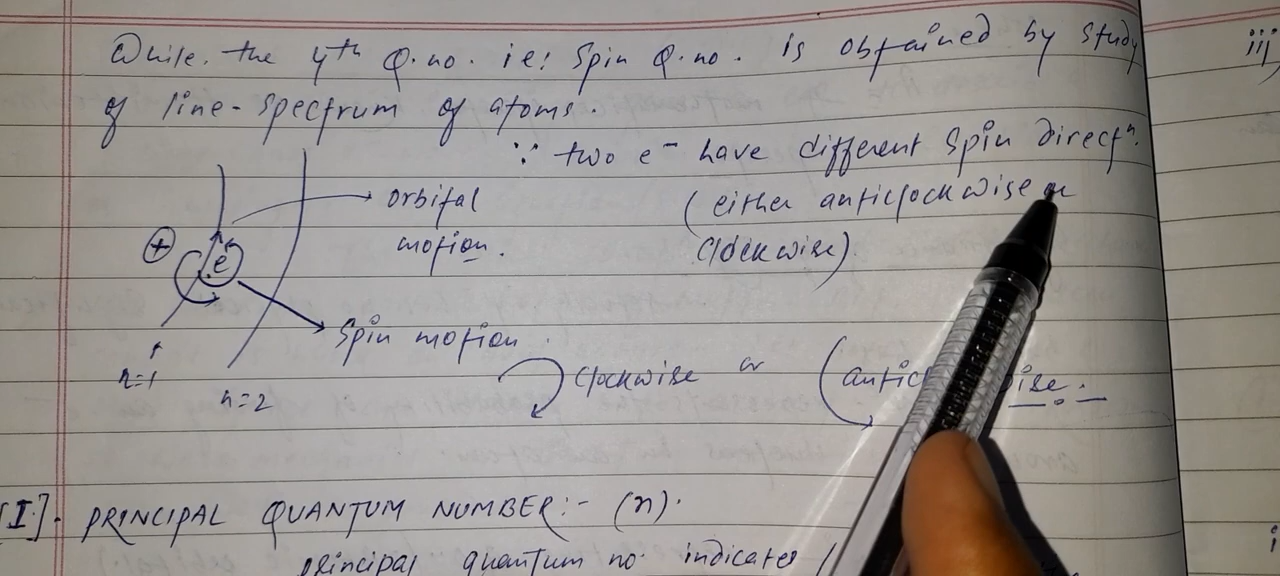 While. the 4th Q.no. ie: Spin Q.no. is obtained by study
of line-spectrum of atoms.
∵ two e⁻ have different Spin directⁿ.
(either anticlockwise or
clockwise)
orbital
motion.
+
e
Spin motion.
n=1
n=2
clockwise or
[I]. PRINCIPAL QUANTUM NUMBER:- (n).
principal quantum no. indicates
iii)